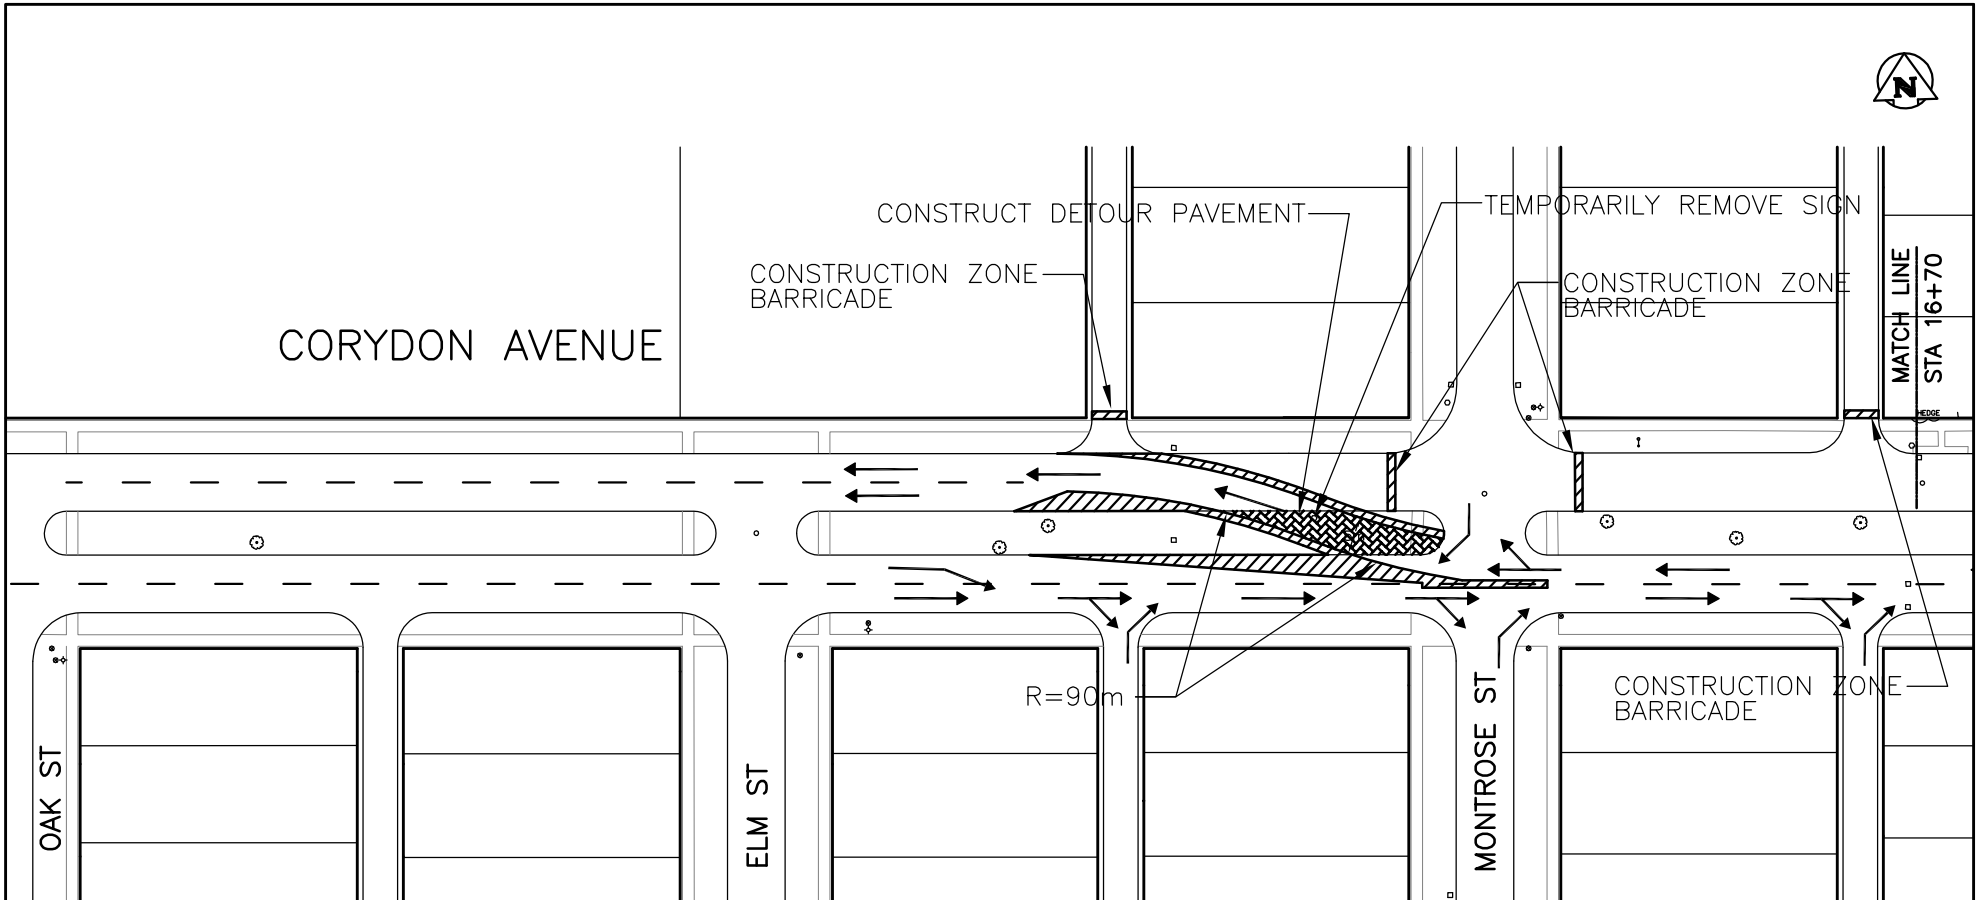 N
CONSTRUCT DETOUR PAVEMENT
TEMPORARILY REMOVE SIGN
CONSTRUCTION ZONE
BARRICADE
CONSTRUCTION ZONE
BARRICADE
MATCH LINE
STA 16+70
CORYDON AVENUE
HEDGE
R=90m
CONSTRUCTION ZONE
BARRICADE
OAK ST
ELM ST
MONTROSE ST